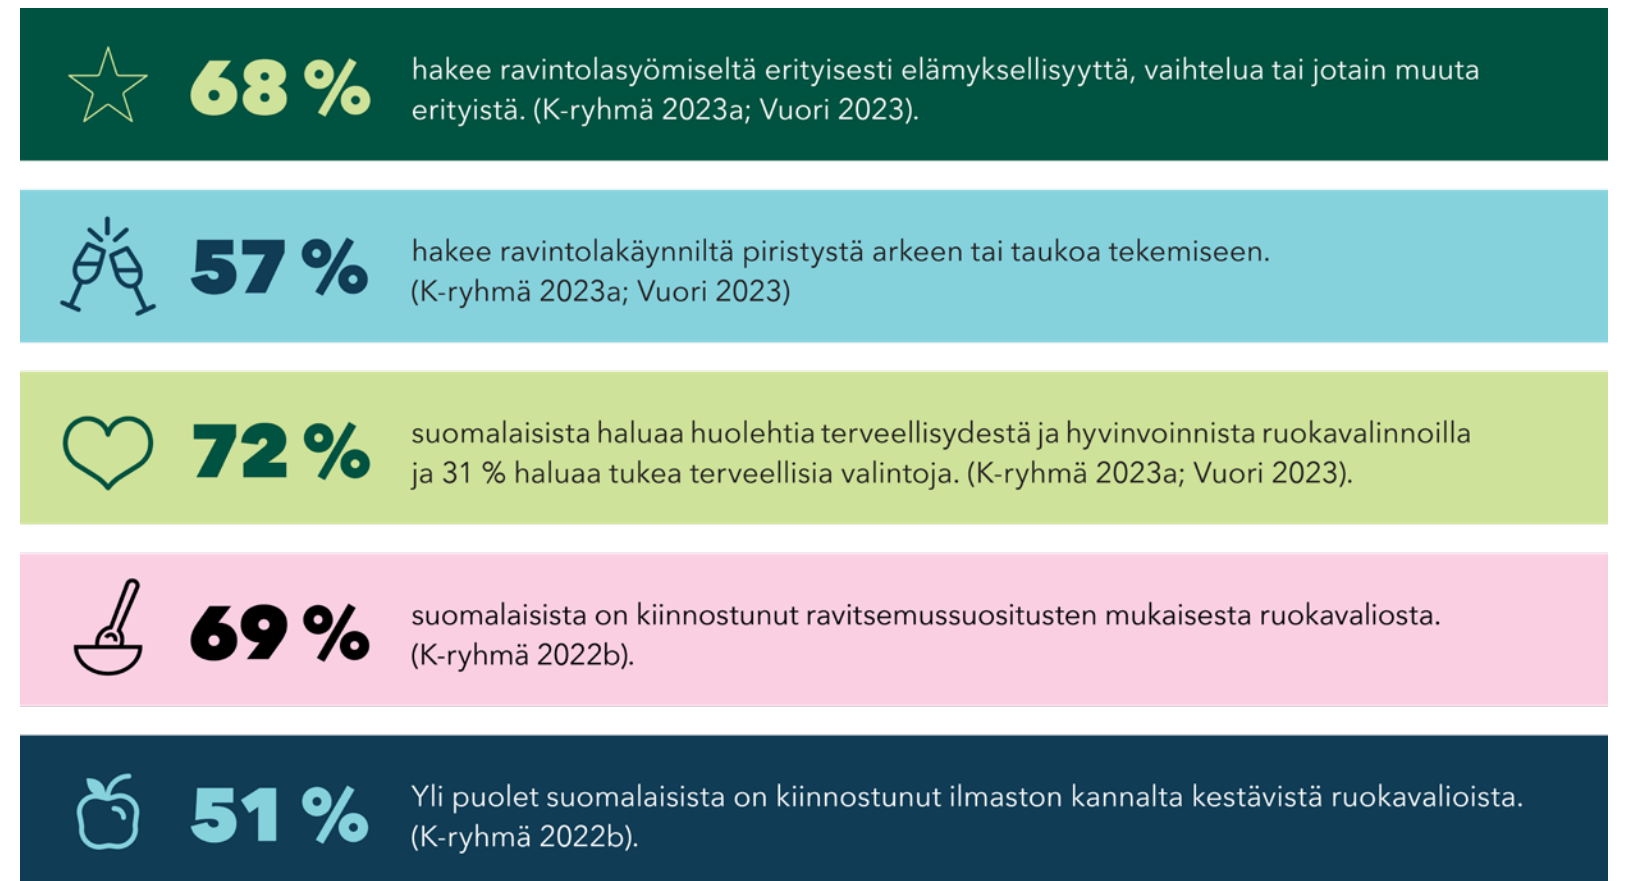 68 %
hakee ravintolasyömiseltä erityisesti elämyksellisyyttä, vaihtelua tai jotain muuta
erityistä. (K-ryhmä 2023a; Vuori 2023).
57 %
hakee ravintolakäynniltä piristystä arkeen tai taukoa tekemiseen.
(K-ryhmä 2023a; Vuori 2023)
72 %
suomalaisista haluaa huolehtia terveellisydestä ja hyvinvoinnista ruokavalinnoilla
ja 31 % haluaa tukea terveellisia valintoja. (K-ryhmä 2023a; Vuori 2023).
69 %
suomalaisista on kiinnostunut ravitsemussuositusten mukaisesta ruokavaliosta.
(K-ryhmä 2022b).
51 %
Yli puolet suomalaisista on kiinnostunut ilmaston kannalta kestävistä ruokavalioista.
(K-ryhmä 2022b).